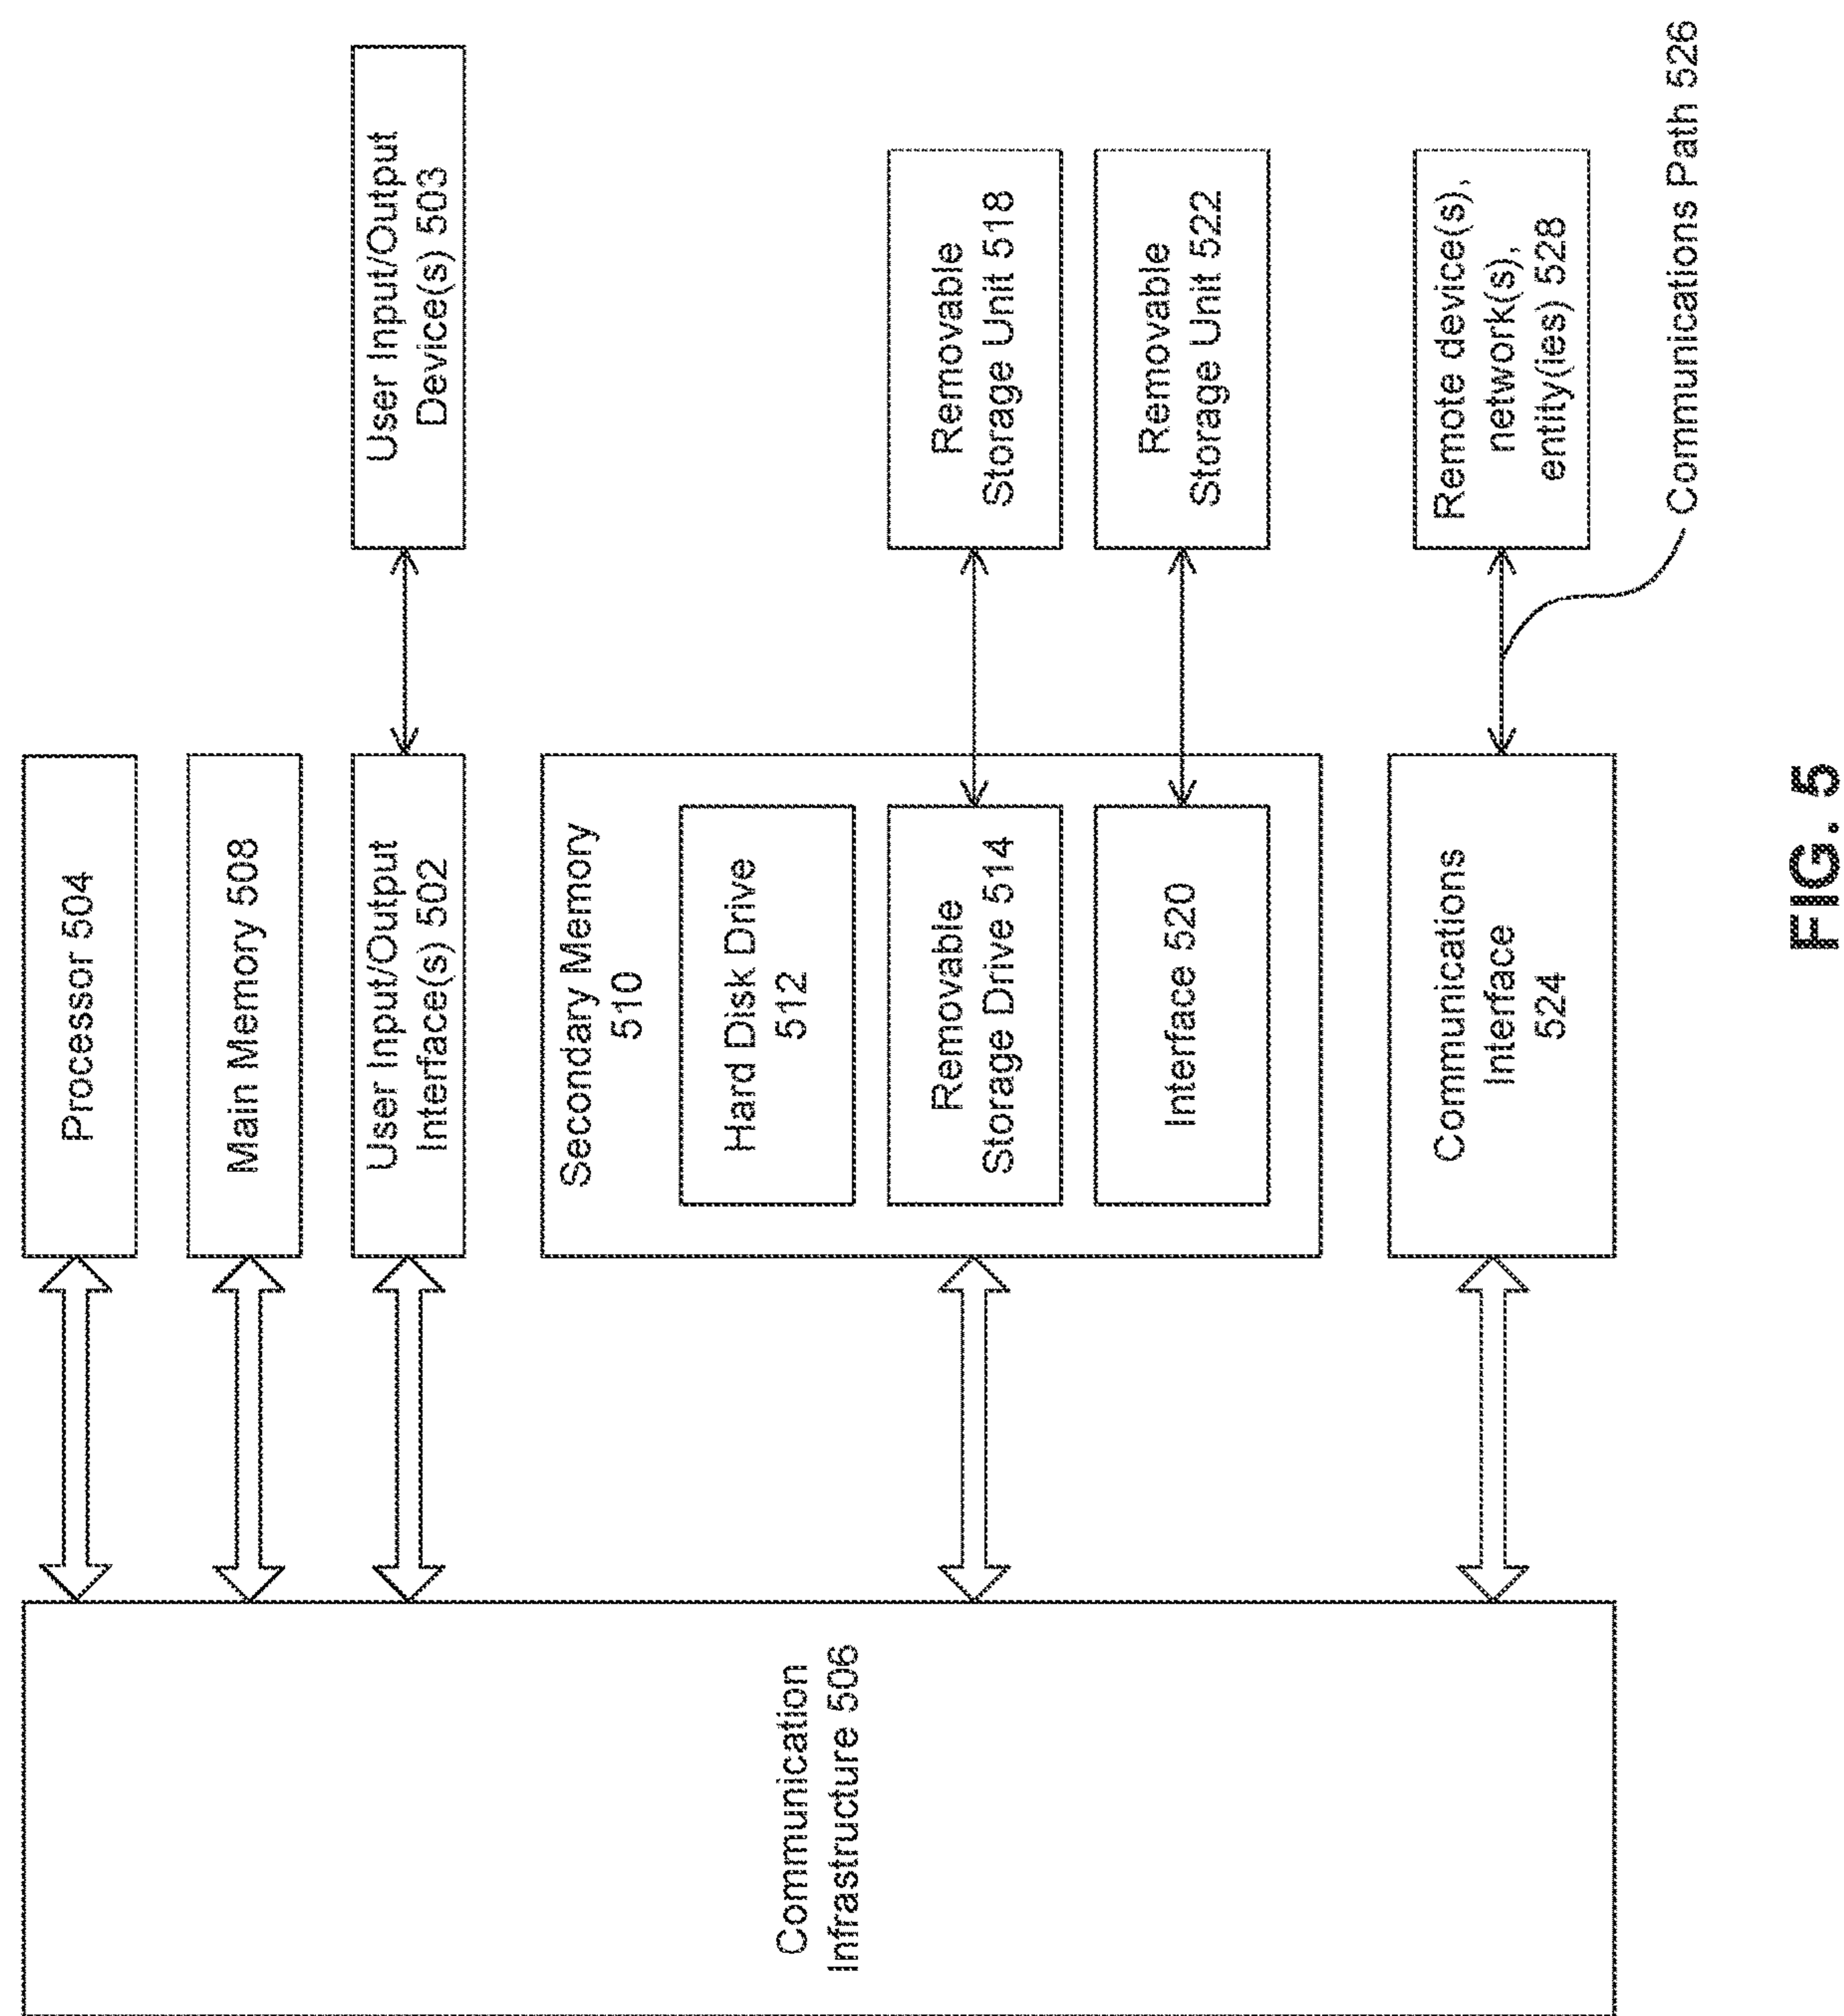 Processor 504
Main Memory 508
User Input/Output
Interface(s) 502
User Input/Output
Device(s) 503
Communication
Infrastructure 506
Secondary Memory
510
Hard Disk Drive
512
Removable
Storage Drive 514
Removable
Storage Unit 518
Interface 520
Removable
Storage Unit 522
Communications
Interface
524
Remote device(s),
network(s),
entity(ies) 528
Communications Path 526
FIG. 5